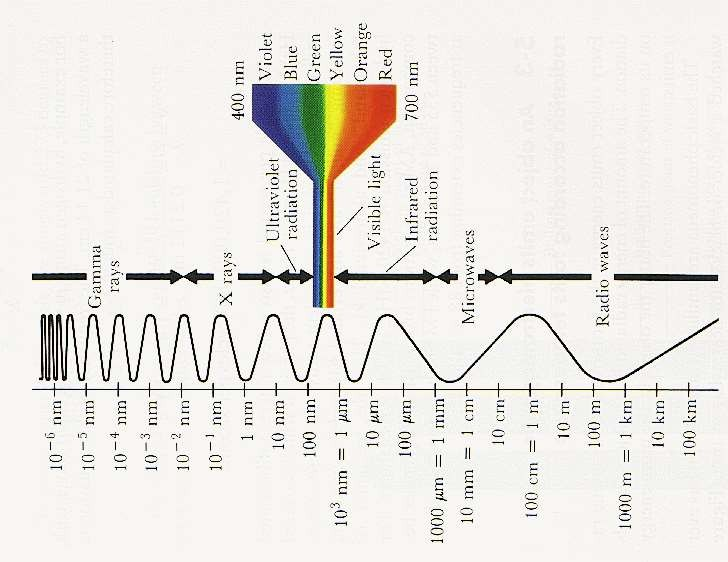 400 nm
Violet
Blue
Green
Yellow
Orange
Red
700 nm
Ultraviolet
radiation
Visible light
Infrared
radiation
Gamma
rays
X rays
Microwaves
Radio waves
10⁻⁶ nm
10⁻⁵ nm
10⁻⁴ nm
10⁻³ nm
10⁻² nm
10⁻¹ nm
1 nm
10 nm
100 nm
10³ nm = 1 μm
10 μm
100 μm
1000 μm = 1 mm
10 mm = 1 cm
10 cm
100 cm = 1 m
10 m
100 m
1000 m = 1 km
10 km
100 km